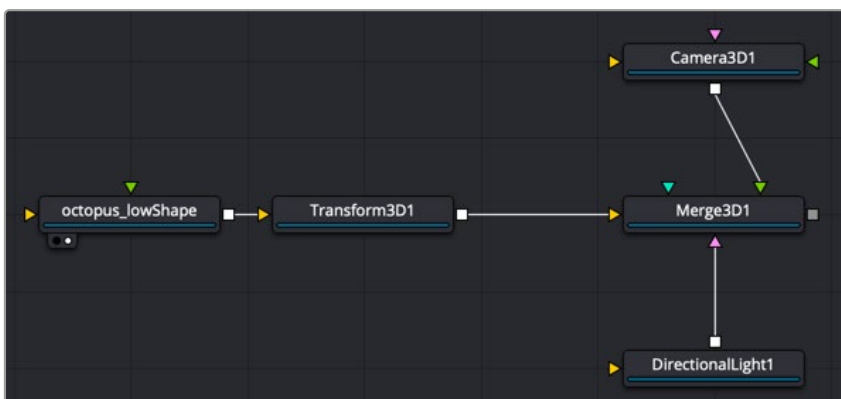 Camera3D1
octopus_lowShape
Transform3D1
Merge3D1
DirectionalLight1